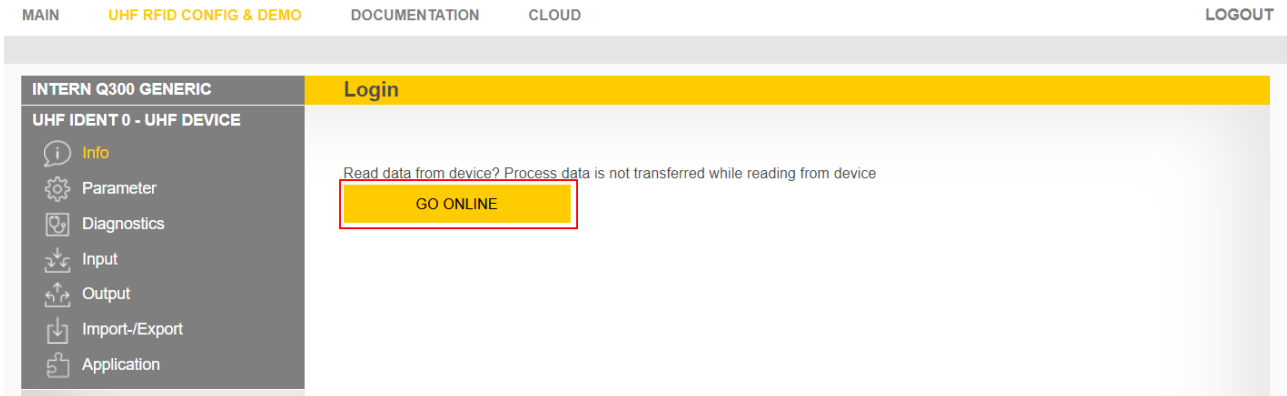 MAIN UHF RFID CONFIG & DEMO DOCUMENTATION CLOUD LOGOUT
INTERN Q300 GENERIC
UHF IDENT 0 - UHF DEVICE
Info
Parameter
Diagnostics
Input
Output
Import-/Export
Application
Login
Read data from device? Process data is not transferred while reading from device
GO ONLINE